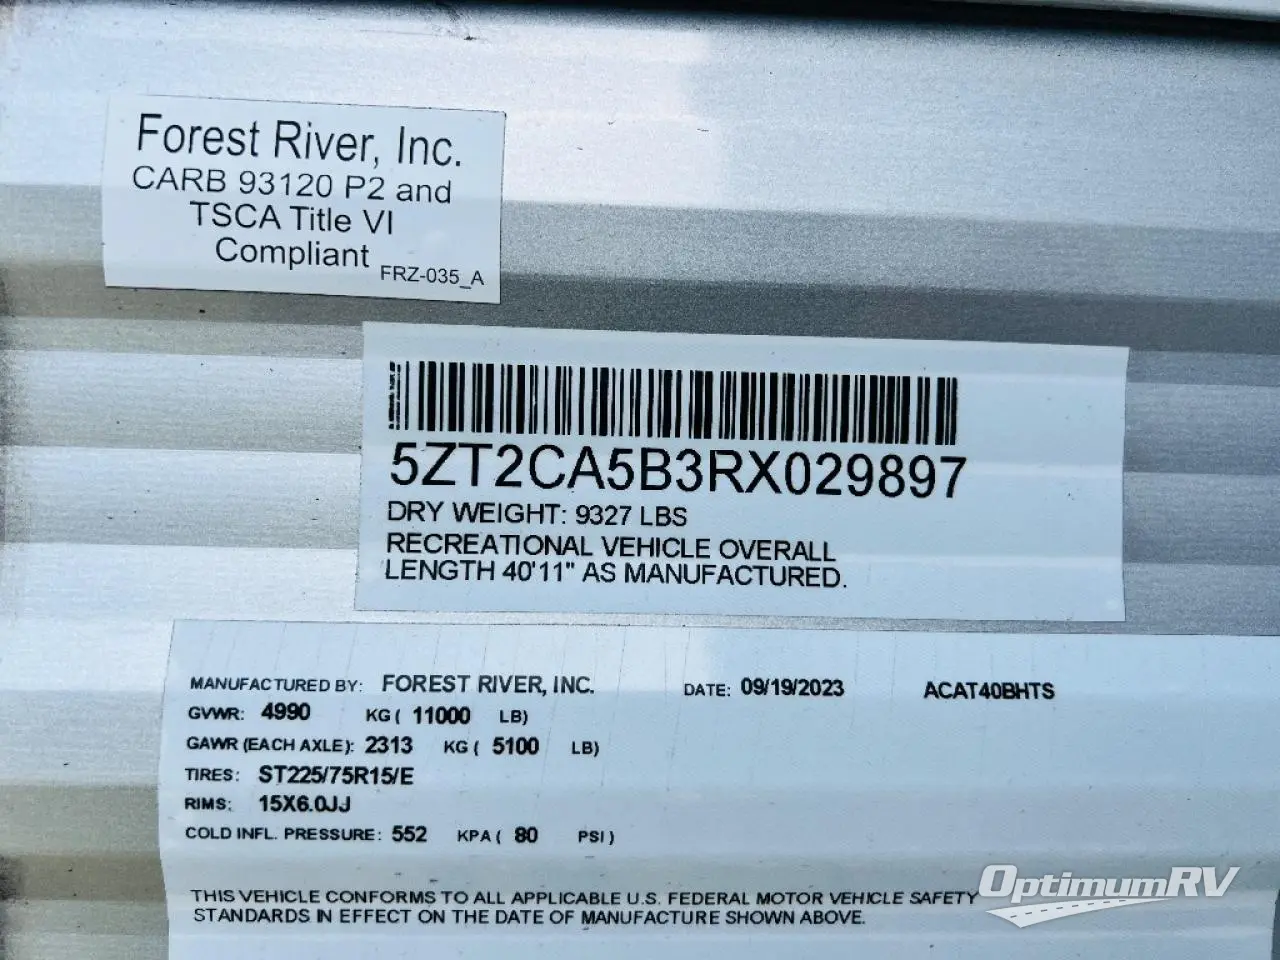 Forest River, Inc.
CARB 93120 P2 and
TSCA Title VI
Compliant
FRZ-035_A
5ZT2CA5B3RX029897
DRY WEIGHT: 9327 LBS
RECREATIONAL VEHICLE OVERALL
LENGTH 40'11" AS MANUFACTURED.
MANUFACTURED BY: FOREST RIVER, INC. DATE: 09/19/2023 ACAT40BHTS
GVWR: 4990 KG ( 11000 LB)
GAWR (EACH AXLE): 2313 KG ( 5100 LB)
TIRES: ST225/75R15/E
RIMS: 15X6.0JJ
COLD INFL. PRESSURE: 552 KPA ( 80 PSI )
THIS VEHICLE CONFORMS TO ALL APPLICABLE U.S. FEDERAL MOTOR VEHICLE SAFETY
STANDARDS IN EFFECT ON THE DATE OF MANUFACTURE SHOWN ABOVE.
OptimumRV